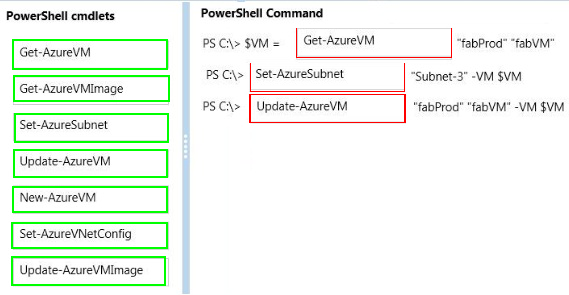 PowerShell cmdlets
Get-AzureVM
Get-AzureVMImage
Set-AzureSubnet
Update-AzureVM
New-AzureVM
Set-AzureVNetConfig
Update-AzureVMImage
PowerShell Command
PS C:\> $VM = Get-AzureVM "fabProd" "fabVM"
PS C:\> Set-AzureSubnet "Subnet-3" -VM $VM
PS C:\> Update-AzureVM "fabProd" "fabVM" -VM $VM